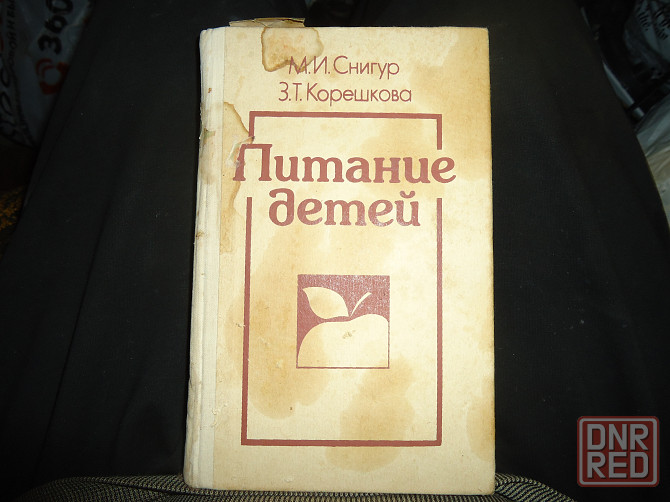 М.И.Снигур
З.Т.Корешкова
Питание
детей
DNR
RED